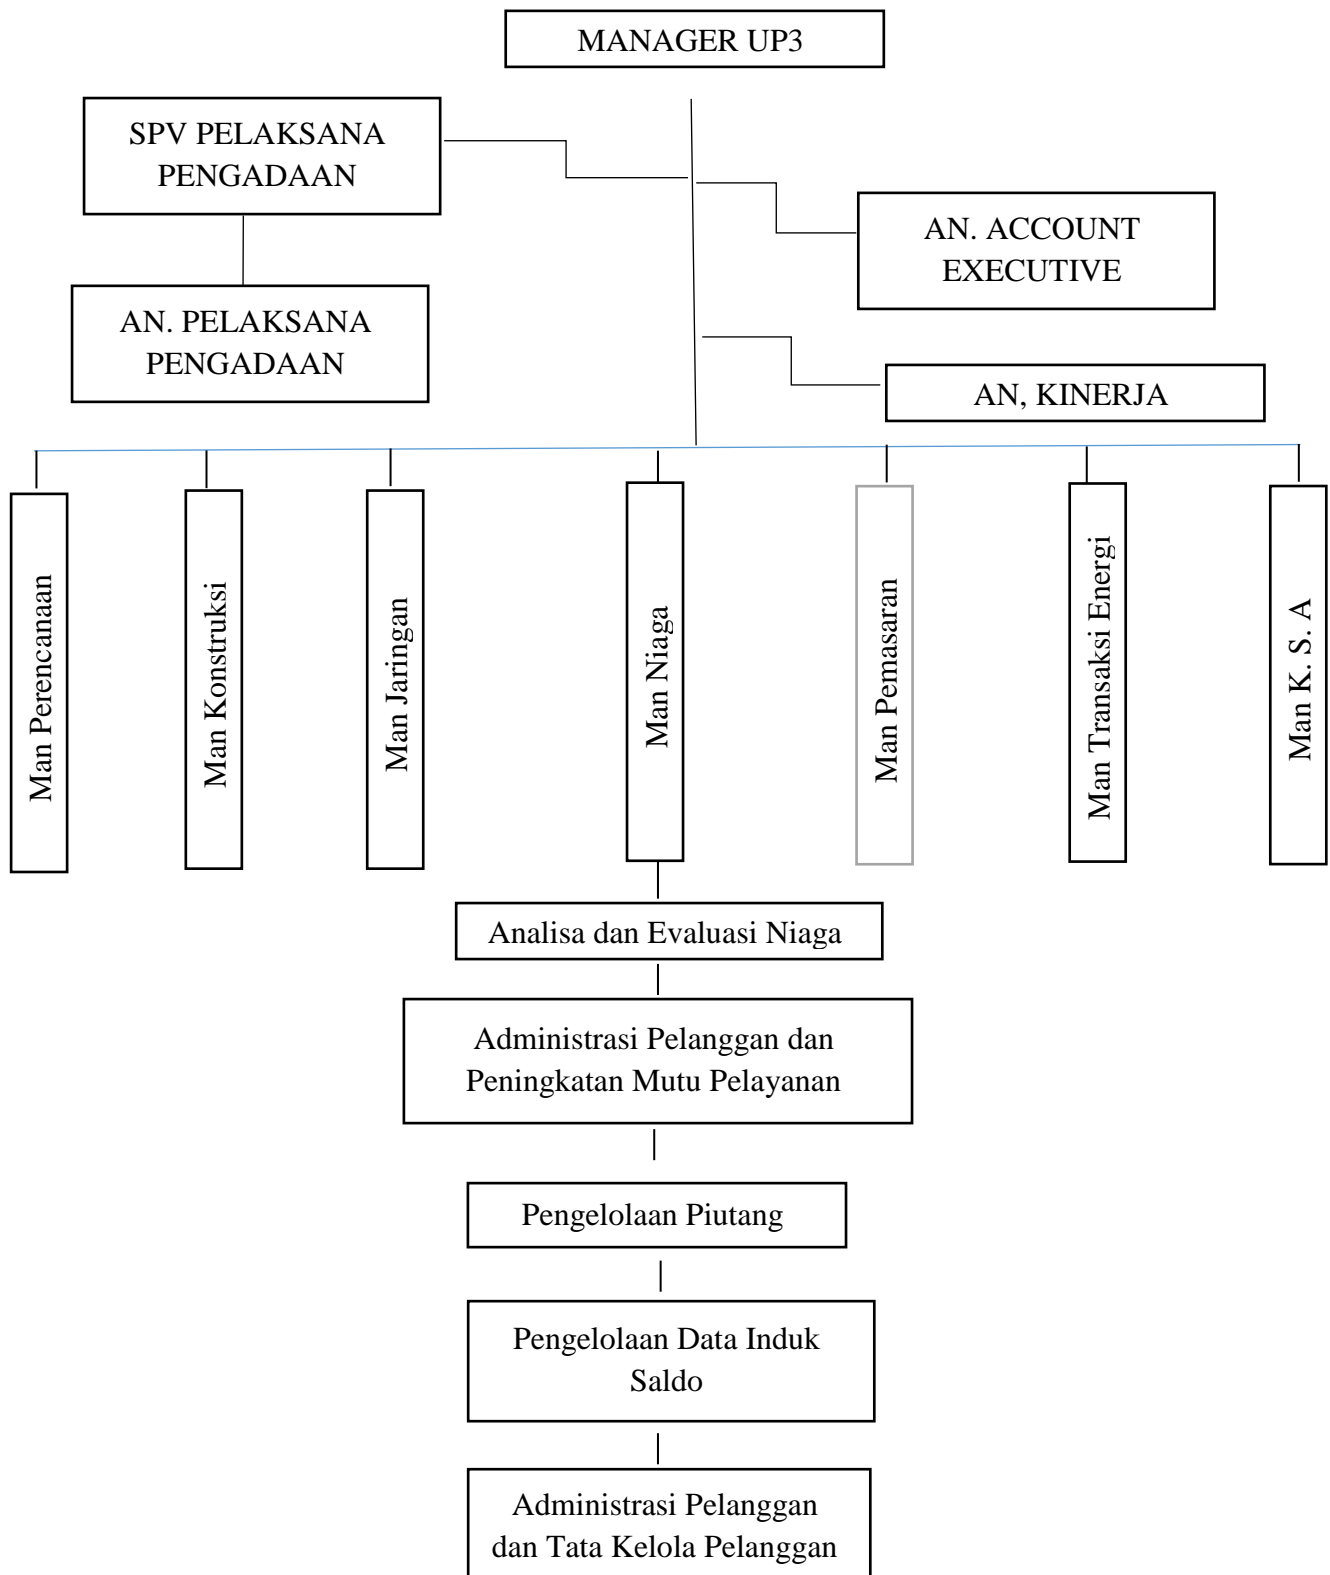 MANAGER UP3
SPV PELAKSANA
PENGADAAN
AN. ACCOUNT
EXECUTIVE
AN. PELAKSANA
PENGADAAN
AN, KINERJA
Man Perencanaan
Man Konstruksi
Man Jaringan
Man Niaga
Man Pemasaran
Man Transaksi Energi
Man K. S. A
Analisa dan Evaluasi Niaga
Administrasi Pelanggan dan
Peningkatan Mutu Pelayanan
Pengelolaan Piutang
Pengelolaan Data Induk
Saldo
Administrasi Pelanggan
dan Tata Kelola Pelanggan